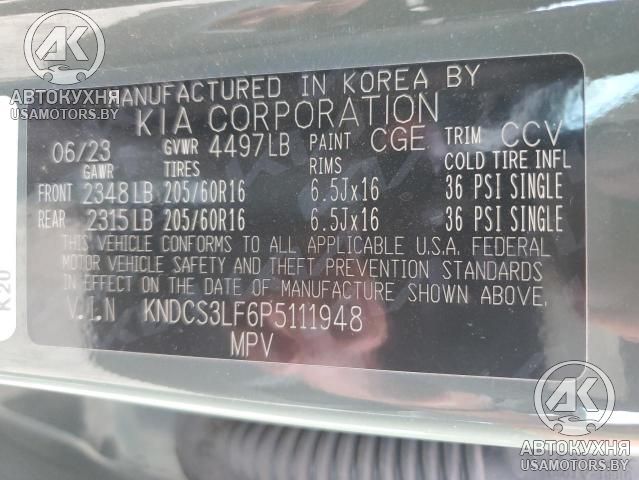 АВТОКУХНЯ
USAMOTORS.BY
MANUFACTURED IN KOREA BY
KIA CORPORATION
06/23 GVWR 4497LB PAINT CGE TRIM CCV
GAWR TIRES RIMS COLD TIRE INFL
FRONT 2348LB 205/60R16 6.5Jx16 36 PSI SINGLE
REAR 2315LB 205/60R16 6.5Jx16 36 PSI SINGLE
THIS VEHICLE CONFORMS TO ALL APPLICABLE U.S.A. FEDERAL
MOTOR VEHICLE SAFETY AND THEFT PREVENTION STANDARDS
IN EFFECT ON THE DATE OF MANUFACTURE SHOWN ABOVE.
V.I.N KNDCS3LF6P5111948
MPV
K20
АВТОКУХНЯ
USAMOTORS.BY